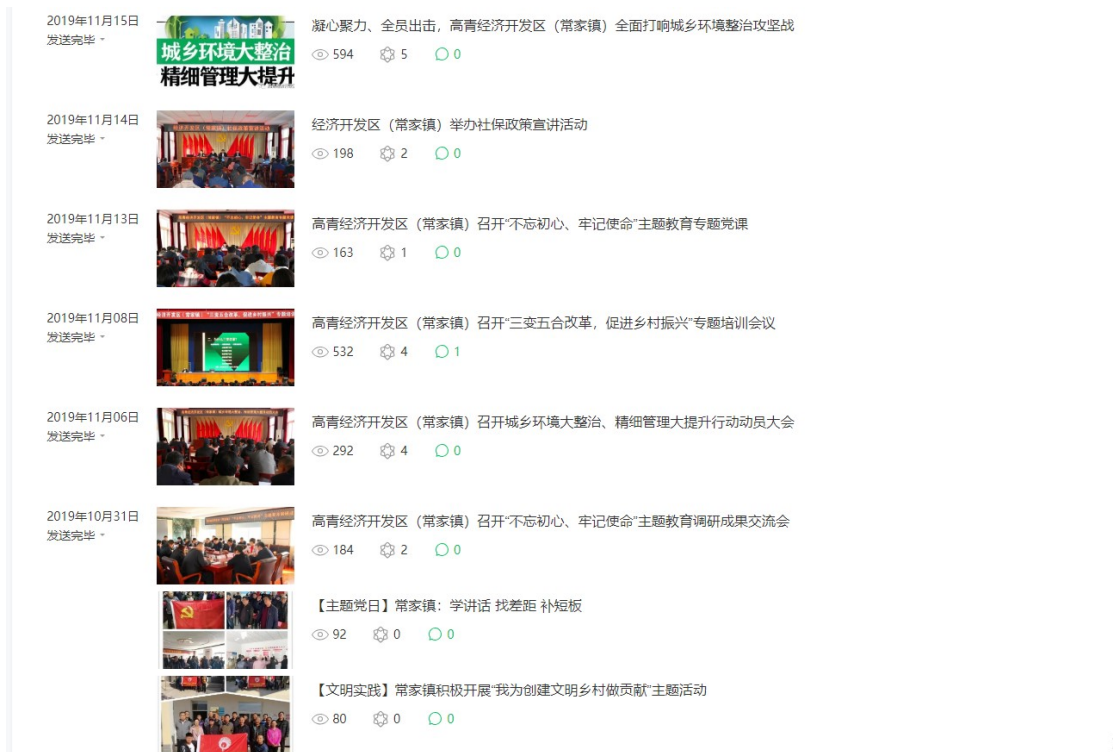 2019年11月15日
发送完毕
城乡环境大整治
精细管理大提升
凝心聚力、全员出击，高青经济开发区（常家镇）全面打响城乡环境整治攻坚战
594 5 0
2019年11月14日
发送完毕
经济开发区（常家镇）举办社保政策宣讲活动
198 2 0
2019年11月13日
发送完毕
高青经济开发区（常家镇）召开“不忘初心、牢记使命”主题教育专题党课
163 1 0
2019年11月08日
发送完毕
高青经济开发区（常家镇）召开“三变五合改革，促进乡村振兴”专题培训会议
532 4 1
2019年11月06日
发送完毕
高青经济开发区（常家镇）召开城乡环境大整治、精细管理大提升行动动员大会
292 4 0
2019年10月31日
发送完毕
高青经济开发区（常家镇）召开“不忘初心、牢记使命”主题教育调研成果交流会
184 2 0
【主题党日】常家镇：学讲话 找差距 补短板
92 0 0
【文明实践】常家镇积极开展“我为创建文明乡村做贡献”主题活动
80 0 0